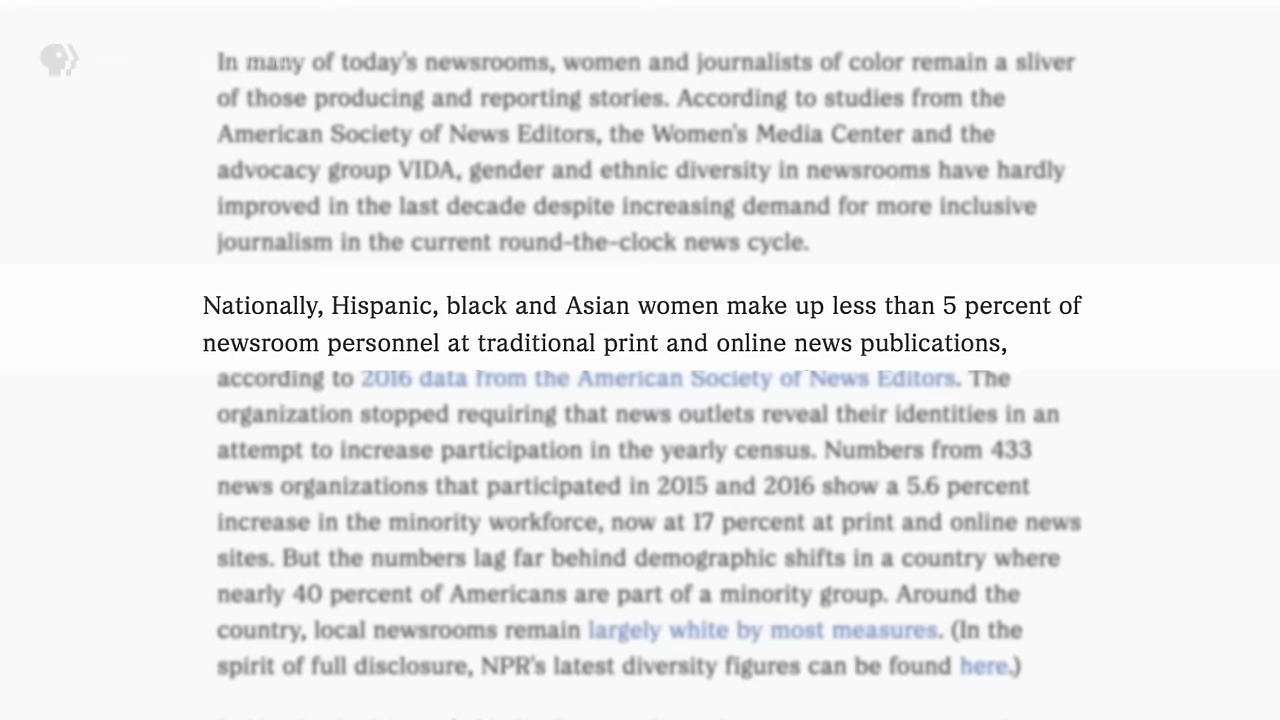 In many of today's newsrooms, women and journalists of color remain a sliver
of those producing and reporting stories. According to studies from the
American Society of News Editors, the Women's Media Center and the
advocacy group VIDA, gender and ethnic diversity in newsrooms have hardly
improved in the last decade despite increasing demand for more inclusive
journalism in the current round-the-clock news cycle.
Nationally, Hispanic, black and Asian women make up less than 5 percent of
newsroom personnel at traditional print and online news publications,
according to 2016 data from the American Society of News Editors. The
organization stopped requiring that news outlets reveal their identities in an
attempt to increase participation in the yearly census. Numbers from 433
news organizations that participated in 2015 and 2016 show a 5.6 percent
increase in the minority workforce, now at 17 percent at print and online news
sites. But the numbers lag far behind demographic shifts in a country where
nearly 40 percent of Americans are part of a minority group. Around the
country, local newsrooms remain largely white by most measures. (In the
spirit of full disclosure, NPR's latest diversity figures can be found here.)